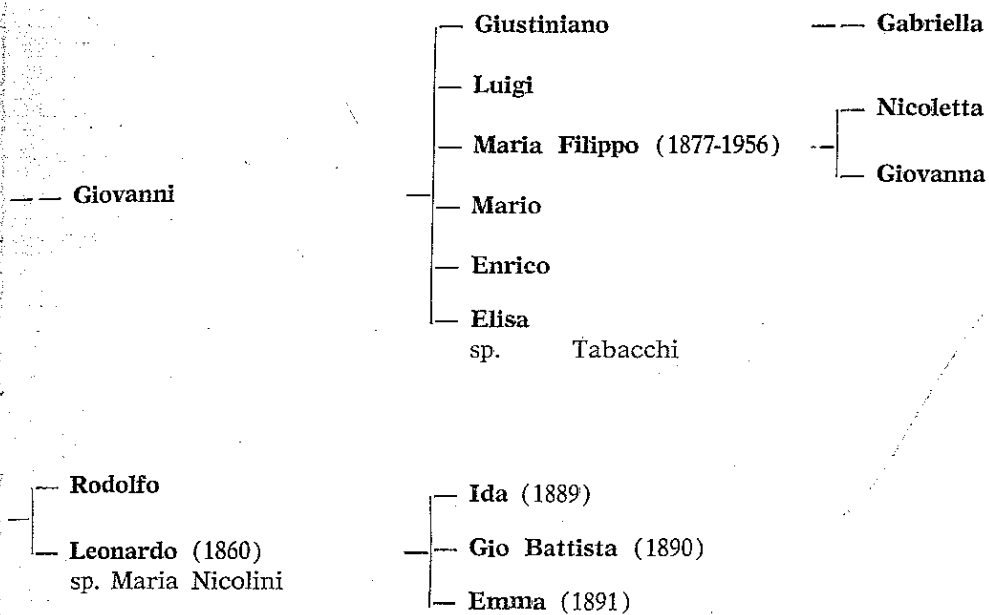 Giustiniano
Gabriella
Luigi
Nicoletta
Maria Filippo (1877-1956)
Giovanna
Giovanni
Mario
Enrico
Elisa
sp. Tabacchi
Rodolfo
Ida (1889)
Leonardo (1860)
sp. Maria Nicolini
Gio Battista (1890)
Emma (1891)